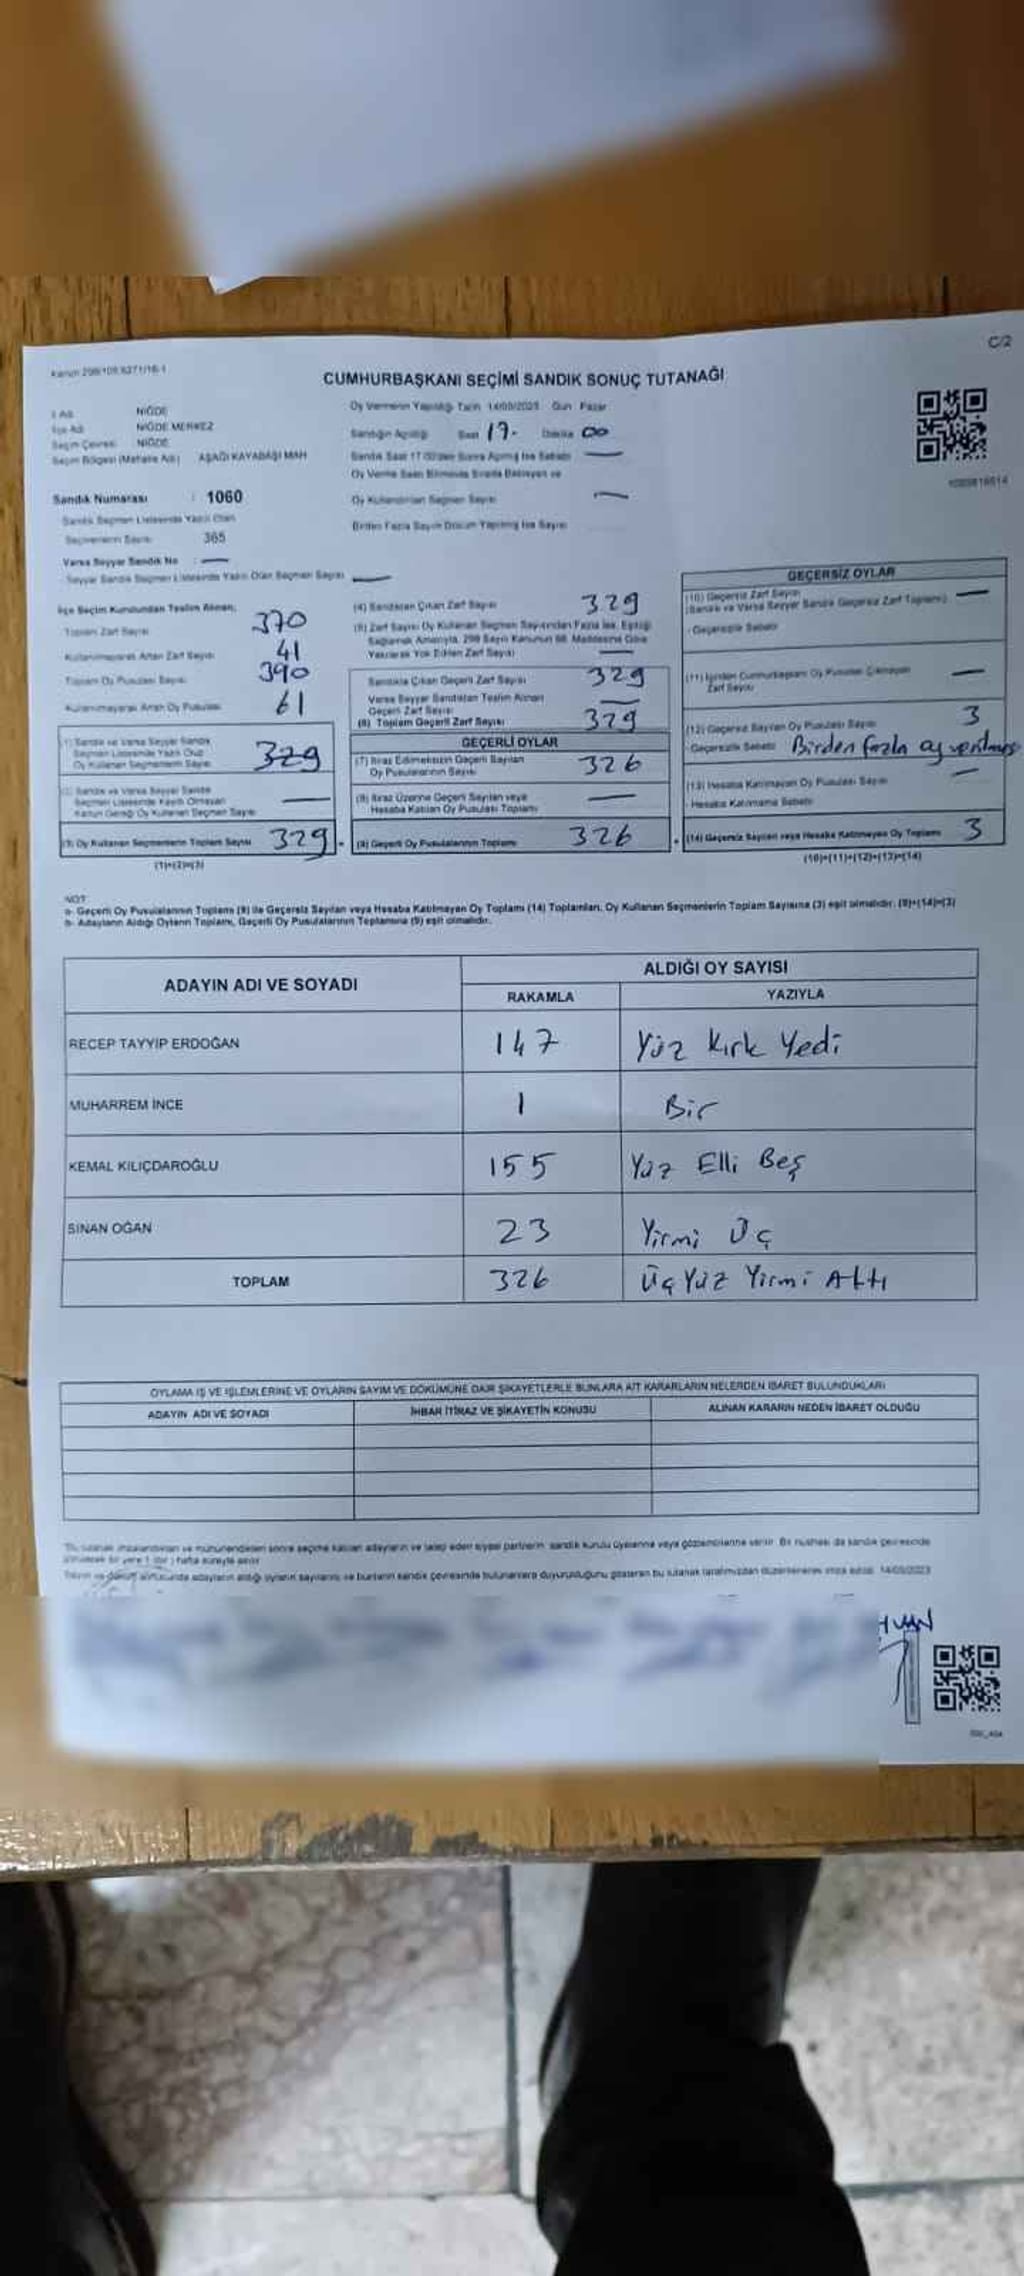 C/2
Kanun 298/105 6271/16-1
CUMHURBAŞKANI SEÇİMİ SANDIK SONUÇ TUTANAĞI
İl Adı NİĞDE
İlçe Adı NİĞDE MERKEZ
Seçim Çevresi NİĞDE
Seçim Bölgesi (Mahalle Adı) AŞAĞI KAYABAŞI MAH
Sandık Numarası : 1060
Sandık Seçmen Listesinde Yazılı Olan
Seçmenlerin Sayısı 365
Varsa Seyyar Sandık No : —
Seyyar Sandık Seçmen Listesinde Yazılı Olan Seçmen Sayısı —
Oy Vermenin Yapıldığı Tarih 14/05/2023 Gün Pazar
Sandığın Açıldığı Saat 17. Dakika 00
Sandık Saat 17.00'den Sonra Açılmış İse Sebebi —
Oy Verme Saati Bitiminde Sırada Bekleyen ve
Oy Kullandırılan Seçmen Sayısı —
Birden Fazla Sayım Döküm Yapılmış İse Sayısı
İlçe Seçim Kurulundan Teslim Alınan;
Toplam Zarf Sayısı 370
Kullanılmayarak Artan Zarf Sayısı 41
Toplam Oy Pusulası Sayısı 390
Kullanılmayarak Artan Oy Pusulası 61
(1) Sandık ve Varsa Seyyar Sandık
Seçmen Listesinde Yazılı Olup
Oy Kullanan Seçmenlerin Sayısı 329
(2) Sandık ve Varsa Seyyar Sandık
Seçmen Listesinde Kayıtlı Olmayan
Kanun Gereği Oy Kullanan Seçmen Sayısı —
(3) Oy Kullanan Seçmenlerin Toplam Sayısı 329
(1)+(2)=(3)
(4) Sandıktan Çıkan Zarf Sayısı 329
(5) Zarf Sayısı Oy Kullanan Seçmen Sayısından Fazla İse, Eşitliği
Sağlamak Amacıyla, 298 Sayılı Kanunun 98. Maddesine Göre
Yakılarak Yok Edilen Zarf Sayısı —
Sandıkta Çıkan Geçerli Zarf Sayısı 329
Varsa Seyyar Sandıktan Teslim Alınan
Geçerli Zarf Sayısı —
(6) Toplam Geçerli Zarf Sayısı 329
GEÇERLİ OYLAR
(7) İtiraz Edilmeksizin Geçerli Sayılan
Oy Pusulalarının Sayısı 326
(8) İtiraz Üzerine Geçerli Sayılan veya
Hesaba Katılan Oy Pusulası Toplamı —
(9) Geçerli Oy Pusulalarının Toplamı 326
GEÇERSİZ OYLAR
(10) Geçersiz Zarf Sayısı
(Sandık ve Varsa Seyyar Sandık Geçersiz Zarf Toplamı) —
- Geçersizlik Sebebi
(11) İçinden Cumhurbaşkanı Oy Pusulası Çıkmayan
Zarf Sayısı —
(12) Geçersiz Sayılan Oy Pusulası Sayısı 3
- Geçersizlik Sebebi Birden fazla oy verilmesi
(13) Hesaba Katılmayan Oy Pusulası Sayısı —
- Hesaba Katılmama Sebebi
(14) Geçersiz Sayılan veya Hesaba Katılmayan Oy Toplamı 3
(10)+(11)+(12)+(13)=(14)
NOT:
a- Geçerli Oy Pusulalarının Toplamı (9) ile Geçersiz Sayılan veya Hesaba Katılmayan Oy Toplamı (14) Toplamları, Oy Kullanan Seçmenlerin Toplam Sayısına (3) eşit olmalıdır. (9)+(14)=(3)
b- Adayların Aldığı Oyların Toplamı, Geçerli Oy Pusulalarının Toplamına (9) eşit olmalıdır.
ADAYIN ADI VE SOYADI ALDIĞI OY SAYISI
RAKAMLA YAZIYLA
RECEP TAYYİP ERDOĞAN 147 Yüz Kırk Yedi
MUHARREM İNCE 1 Bir
KEMAL KILIÇDAROĞLU 155 Yüz Elli Beş
SİNAN OĞAN 23 Yirmi Üç
TOPLAM 326 Üç Yüz Yirmi Altı
OYLAMA İŞ VE İŞLEMLERİNE VE OYLARIN SAYIM VE DÖKÜMÜNE DAİR ŞİKAYETLERLE BUNLARA AİT KARARLARIN NELERDEN İBARET BULUNDUKLARI
ADAYIN ADI VE SOYADI İHBAR İTİRAZ VE ŞİKAYETİN KONUSU ALINAN KARARIN NEDEN İBARET OLDUĞU